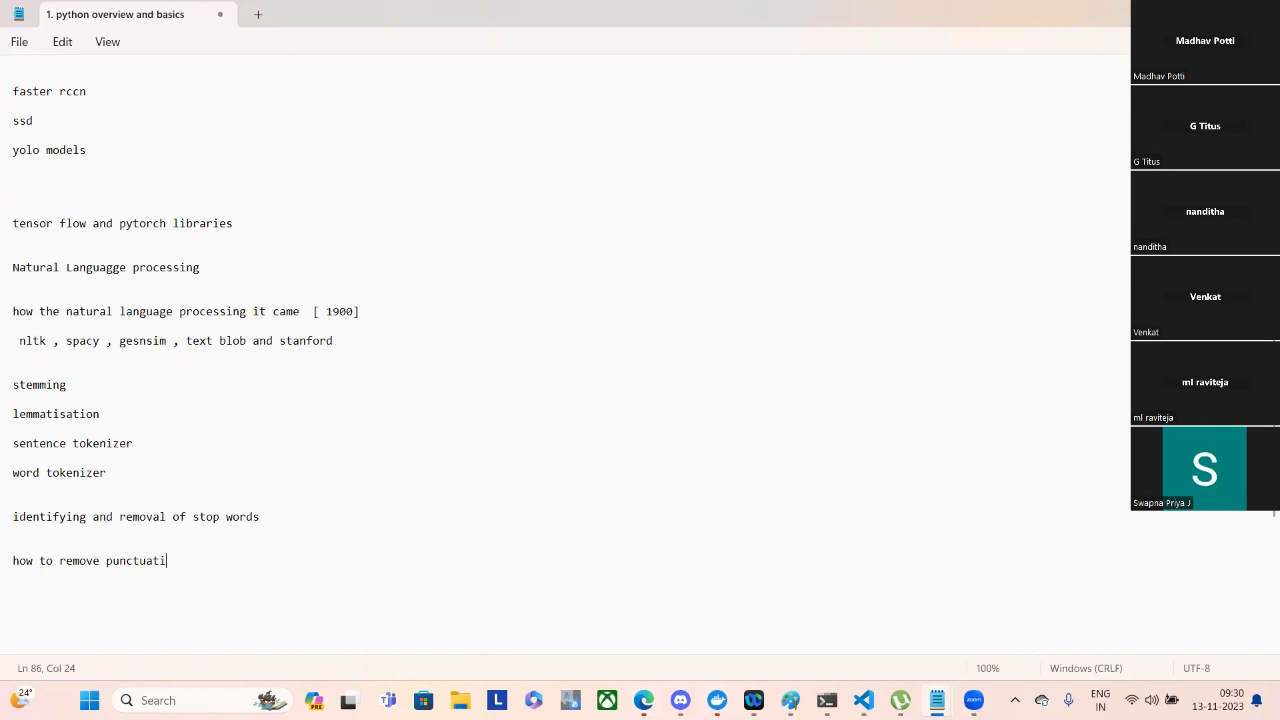 1. python overview and basics
File Edit View
faster rccn
ssd
yolo models
tensor flow and pytorch libraries
Natural Languagge processing
how the natural language processing it came [ 1900]
nltk , spacy , gesnsim , text blob and stanford
stemming
lemmatisation
sentence tokenizer
word tokenizer
identifying and removal of stop words
how to remove punctuati
Ln 86, Col 24
100%
Windows (CRLF)
UTF-8
Madhav Potti
Madhav Potti
G Titus
G Titus
nanditha
nanditha
Venkat
Venkat
ml raviteja
ml raviteja
S
Swapna Priya J
24°
Search
PRE
L
ENG
IN
09:30
13-11-2023